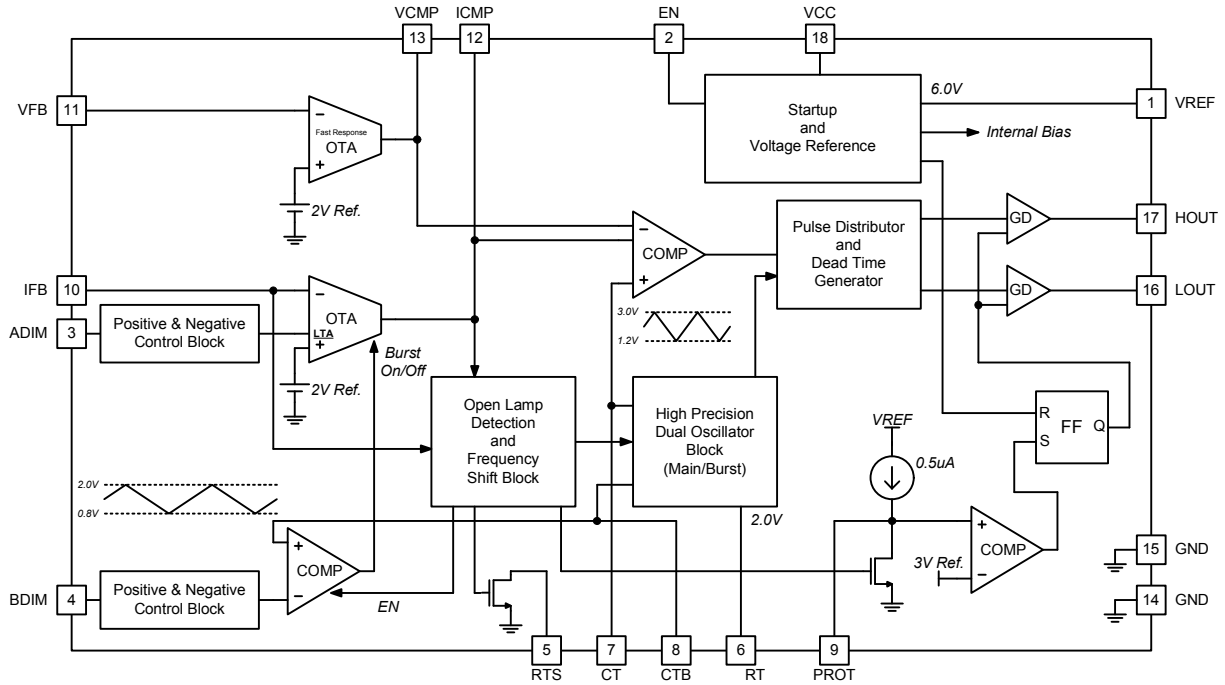 VCMP ICMP EN VCC
13 12 2 18
VFB 11
−
Fast Response
OTA
+
2V Ref.
Startup
and
Voltage Reference
6.0V
1 VREF
Internal Bias
−
COMP
+
Pulse Distributor
and
Dead Time
Generator
GD
17 HOUT
GD
16 LOUT
IFB 10
ADIM 3
Positive & Negative
Control Block
−
OTA
LTA
+
2V Ref.
Burst
On/Off
3.0V
1.2V
Open Lamp
Detection
and
Frequency
Shift Block
High Precision
Dual Oscillator
Block
(Main/Burst)
2.0V
VREF
0.5uA
R
S
FF
Q
2.0V
0.8V
+
COMP
−
BDIM 4
Positive & Negative
Control Block
EN
+
COMP
−
3V Ref.
15 GND
14 GND
5 7 8 6 9
RTS CT CTB RT PROT